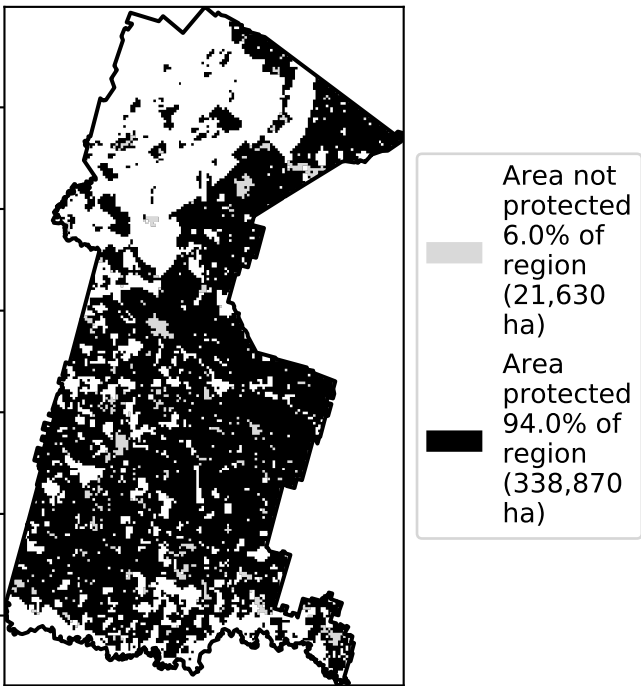 Area not
protected
6.0% of
region
(21,630
ha)
Area
protected
94.0% of
region
(338,870
ha)